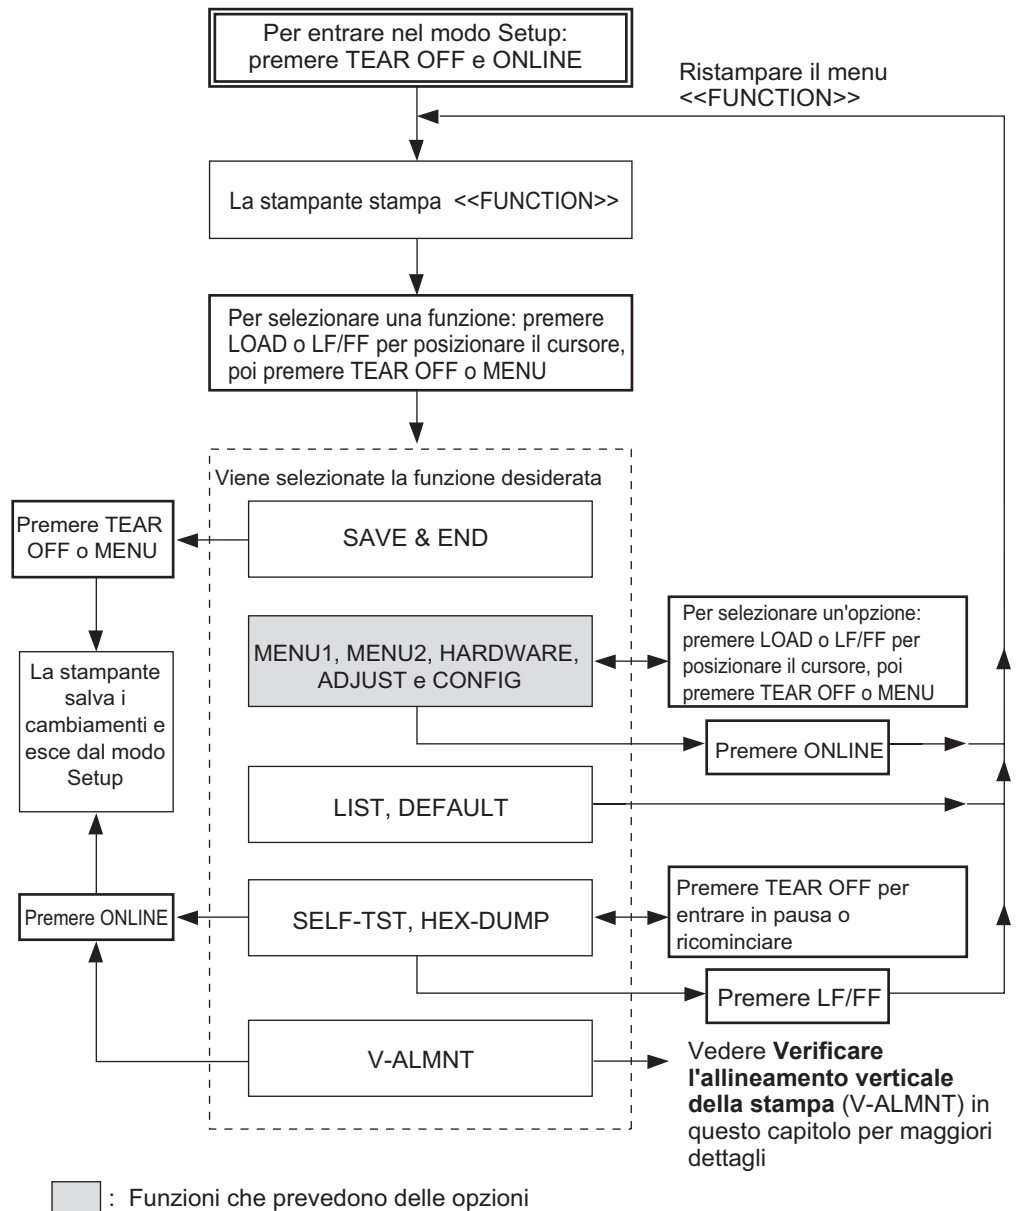 Per entrare nel modo Setup:
premere TEAR OFF e ONLINE
Ristampare il menu
<<FUNCTION>>
La stampante stampa <<FUNCTION>>
Per selezionare una funzione: premere
LOAD o LF/FF per posizionare il cursore,
poi premere TEAR OFF o MENU
Viene selezionate la funzione desiderata
Premere TEAR
OFF o MENU
SAVE & END
MENU1, MENU2, HARDWARE,
ADJUST e CONFIG
Per selezionare un'opzione:
premere LOAD o LF/FF per
posizionare il cursore, poi
premere TEAR OFF o MENU
La stampante
salva i
cambiamenti e
esce dal modo
Setup
Premere ONLINE
LIST, DEFAULT
Premere ONLINE
SELF-TST, HEX-DUMP
Premere TEAR OFF per
entrare in pausa o
ricominciare
Premere LF/FF
V-ALMNT
Vedere Verificare
l'allineamento verticale
della stampa (V-ALMNT) in
questo capitolo per maggiori
dettagli
: Funzioni che prevedono delle opzioni